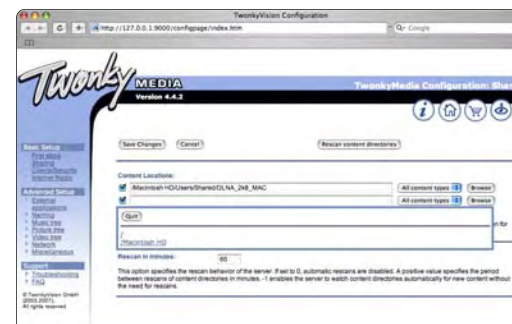 TwonkyVision Configuration
http://127.0.0.1:9000/configpage/index.htm
Google
Twonky MEDIA
Version 4.4.2
TwonkyMedia Configuration: Shar
Save Changes
Cancel
Rescan content directories
Basic Setup
First steps
Sharing
Clients/Security
Internet Radio
Advanced Setup
External applications
Naming
Music tree
Picture tree
Video tree
Network
Miscellaneous
Support
Troubleshooting
FAQ
© TwonkyVision GmbH
(2003,2007),
All rights reserved
Content Locations:
/Macintosh HD/Users/Shared/DLNA_2k8_MAC
All content types
Browse
All content types
Browse
Quit
/
/Macintosh HD
n for
Rescan in minutes:
60
This option specifies the rescan behavior of the server. If set to 0, automatic rescans are disabled. A positive value specifies the period
between rescans of content directories in minutes, -1 enables the server to watch content directories automatically for new content without
the need for rescans.